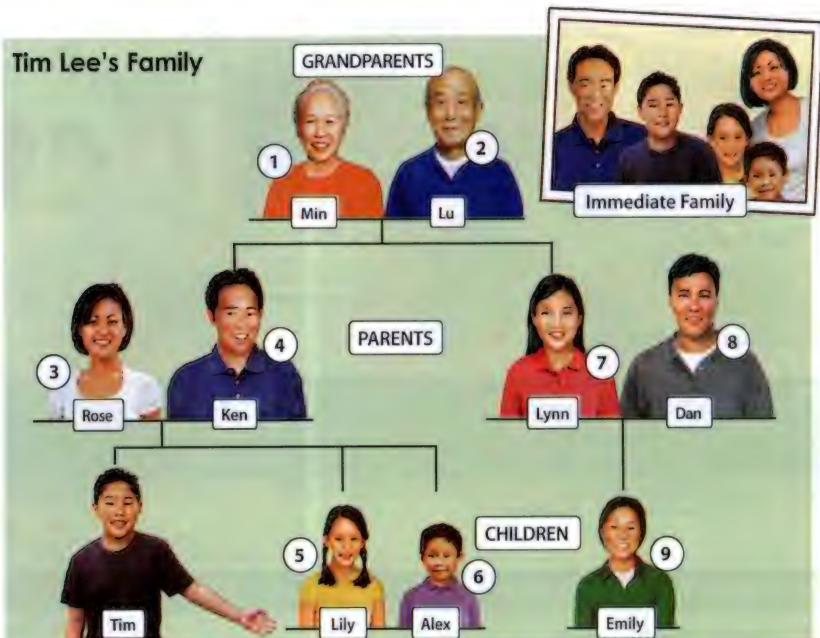 Tim Lee's Family
GRANDPARENTS
1
2
Min
Lu
Immediate Family
PARENTS
3
4
7
8
Rose
Ken
Lynn
Dan
CHILDREN
5
6
9
Tim
Lily
Alex
Emily